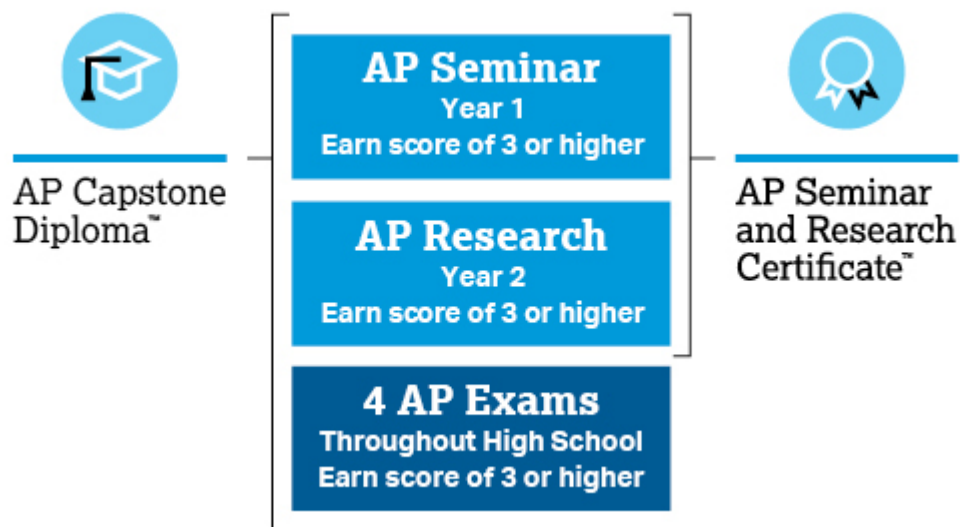 AP Capstone
Diploma™
AP Seminar
Year 1
Earn score of 3 or higher
AP Research
Year 2
Earn score of 3 or higher
4 AP Exams
Throughout High School
Earn score of 3 or higher
AP Seminar
and Research
Certificate™